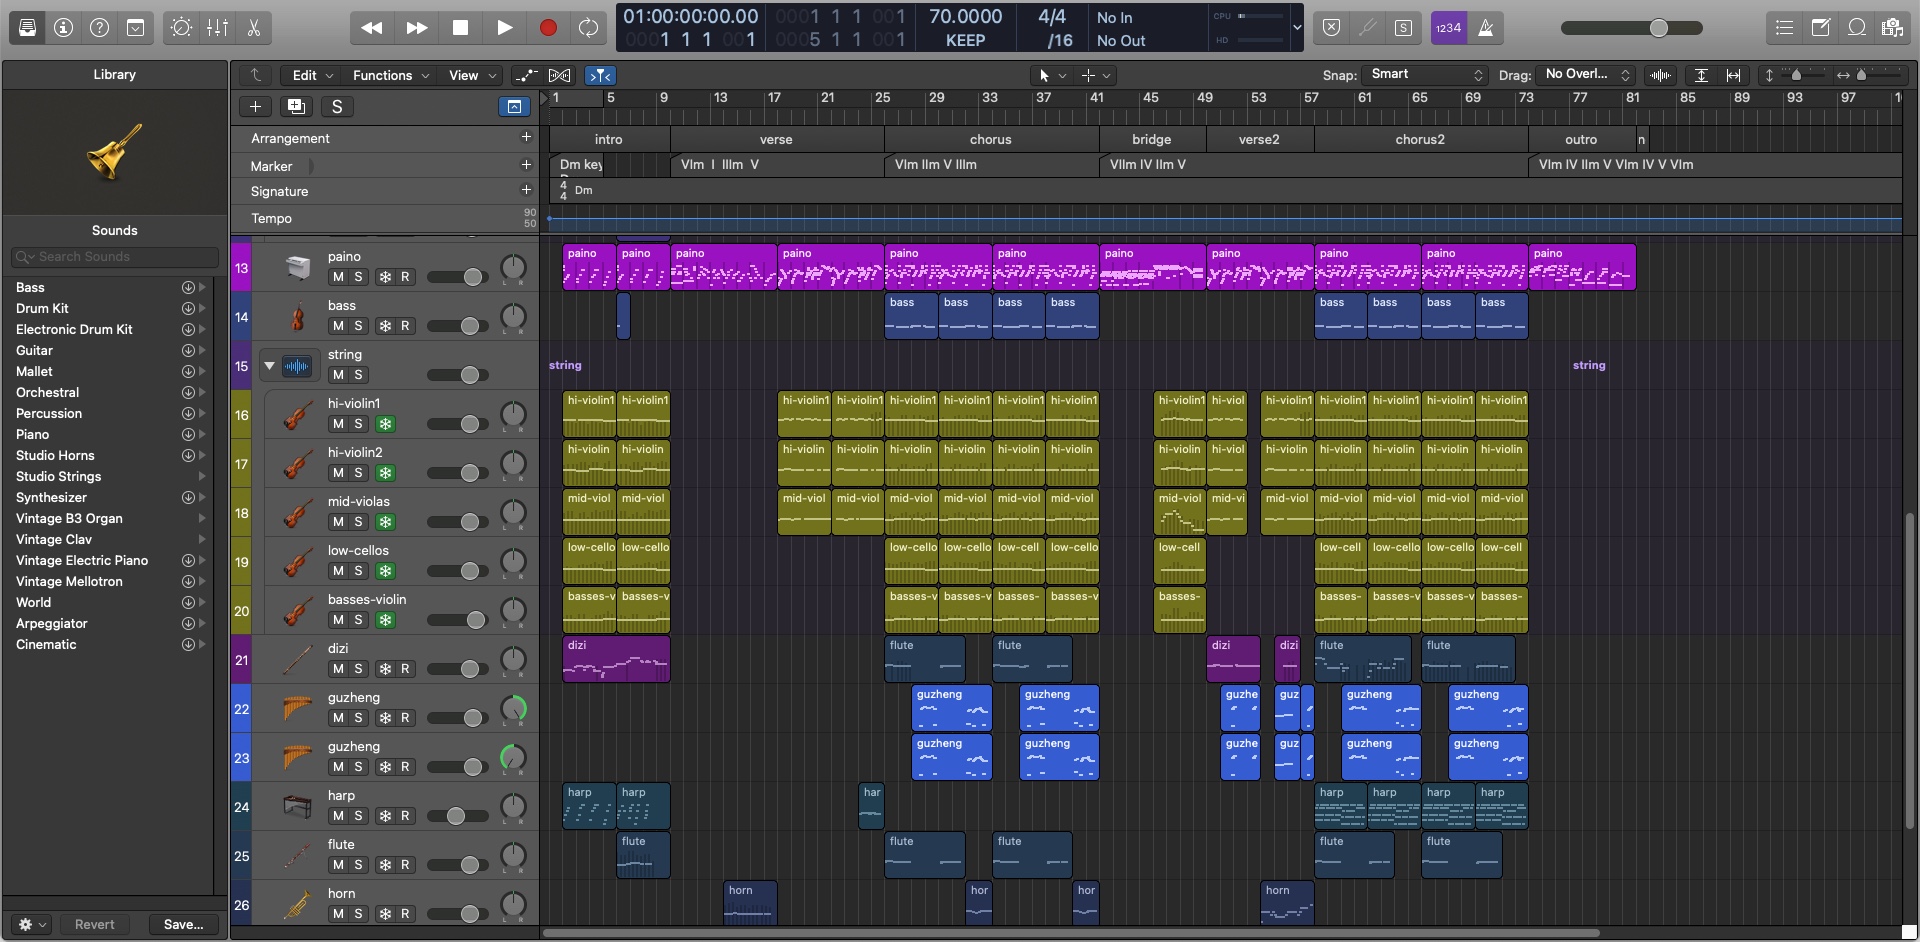 01:00:00:00.00
0001 1 1 001
70.0000
4/4
No In
CPU
0001 1 1 001
0005 1 1 001
KEEP
/16
No Out
HD
S
1234
Library
Edit
Functions
View
Snap: Smart
Drag: No Overl...
S
1 5 9 13 17 21 25 29 33 37 41 45 49 53 57 61 65 69 73 77 81 85 89 93 97
Arrangement
intro verse chorus bridge verse2 chorus2 outro n
Marker
Dm key
VIm I IIIm V
VIm IIm V IIIm
VIIm IV IIm V
VIm IV IIm V VIm IV V VIm
Signature
4
4
Dm
Tempo
90
50
Sounds
Search Sounds
Bass
Drum Kit
Electronic Drum Kit
Guitar
Mallet
Orchestral
Percussion
Piano
Studio Horns
Studio Strings
Synthesizer
Vintage B3 Organ
Vintage Clav
Vintage Electric Piano
Vintage Mellotron
World
Arpeggiator
Cinematic
Revert
Save...
13 paino
M S R
L R
paino paino paino paino paino paino paino paino paino paino paino
14 bass
M S R
L R
bass bass bass bass bass bass bass bass
15 string
M S
string string
16 hi-violin1
M S
L R
hi-violin1 hi-violin1 hi-violin1 hi-violin1 hi-violin1 hi-violin1 hi-violin1 hi-violin1 hi-violin1 hi-viol hi-violin1 hi-violin1 hi-violin1 hi-violin1 hi-violin1
17 hi-violin2
M S
L R
hi-violin hi-violin hi-violin hi-violin hi-violin hi-violin hi-violin hi-violin hi-violin hi-viol hi-violin hi-violin hi-violin hi-violin hi-violin
18 mid-violas
M S
L R
mid-viol mid-viol mid-viol mid-viol mid-viol mid-viol mid-viol mid-viol mid-viol mid-vi mid-viol mid-viol mid-viol mid-viol mid-viol
19 low-cellos
M S
L R
low-cello low-cello low-cello low-cello low-cell low-cello low-cell low-cell low-cello low-cello low-cell
20 basses-violin
M S
L R
basses-v basses-v basses-v basses-v basses-v basses-v basses- basses- basses-v basses- basses-
21 dizi
M S R
L R
dizi flute flute dizi dizi flute flute
22 guzheng
M S R
L R
guzheng guzheng guzhe guz guzheng guzheng
23 guzheng
M S R
L R
guzheng guzheng guzhe guz guzheng guzheng
24 harp
M S R
L R
harp harp har harp harp harp harp
25 flute
M S R
L R
flute flute flute flute flute
26 horn
M S R
L R
horn hor hor horn